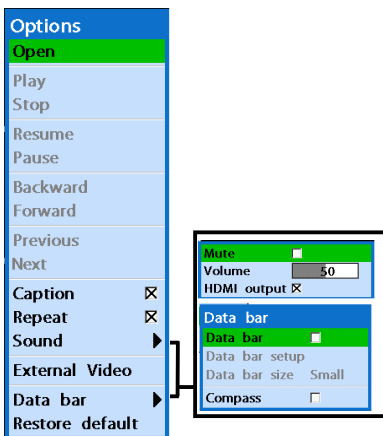 Options
Open
Play
Stop
Resume
Pause
Backward
Forward
Previous
Next
Caption
Repeat
Sound
External Video
Data bar
Restore default
Mute
Volume 50
HDMI output
Data bar
Data bar
Data bar setup
Data bar size Small
Compass